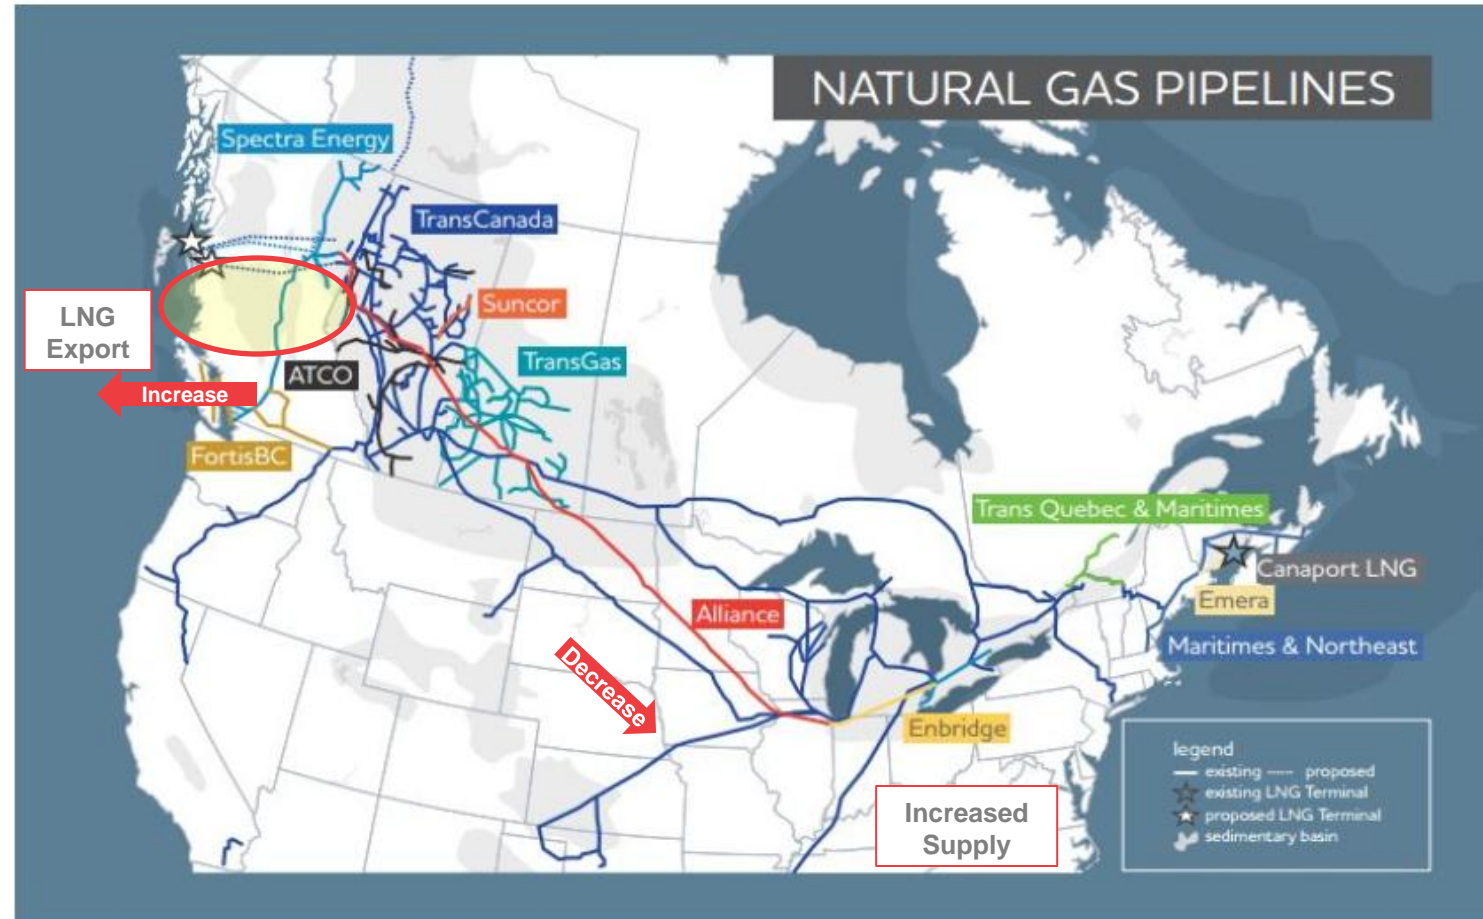 NATURAL GAS PIPELINES
Spectra Energy
TransCanada
Suncor
LNG
Export
TransGas
ATCO
Increase
FortisBC
Trans Quebec & Maritimes
Canaport LNG
Emera
Alliance
Maritimes & Northeast
Decrease
Enbridge
legend
existing proposed
existing LNG Terminal
proposed LNG Terminal
sedimentary basin
Increased
Supply